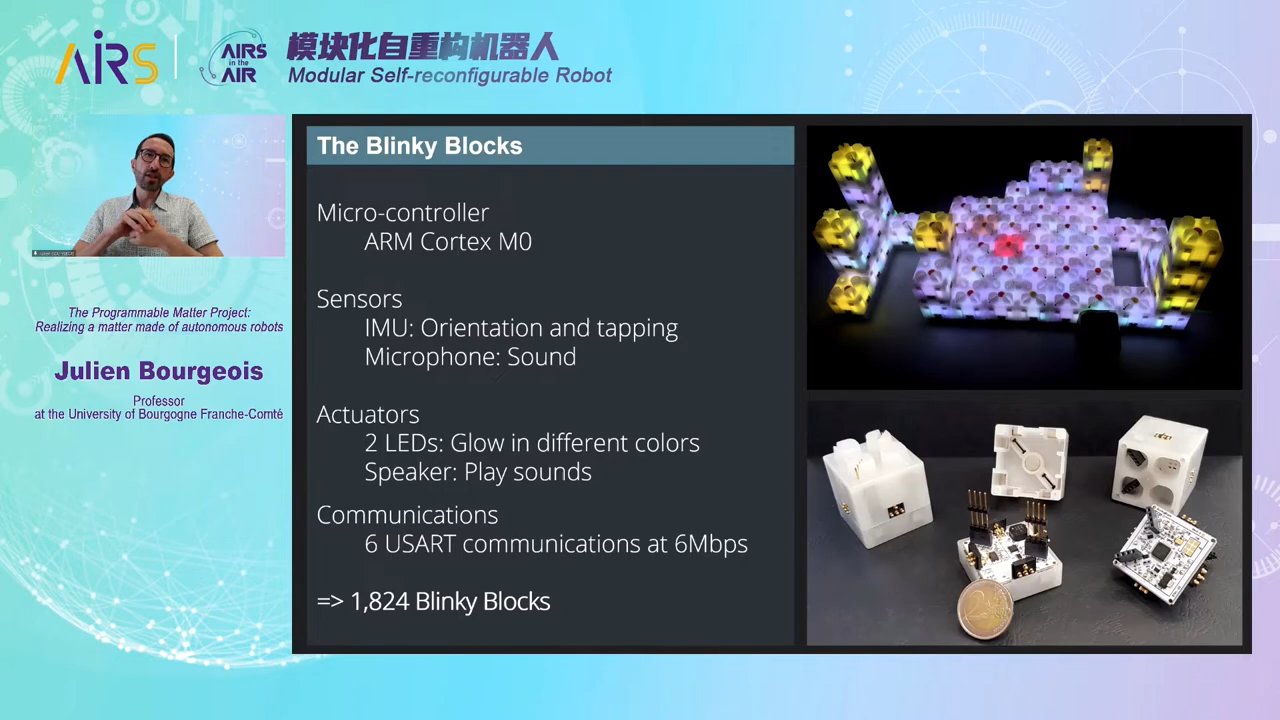 AIRS
AIRS
in the
AIR
模块化自重构机器人
Modular Self-reconfigurable Robot
The Programmable Matter Project:
Realizing a matter made of autonomous robots
Julien Bourgeois
Professor
at the University of Bourgogne Franche-Comté
The Blinky Blocks
Micro-controller
ARM Cortex M0
Sensors
IMU: Orientation and tapping
Microphone: Sound
Actuators
2 LEDs: Glow in different colors
Speaker: Play sounds
Communications
6 USART communications at 6Mbps
=> 1,824 Blinky Blocks